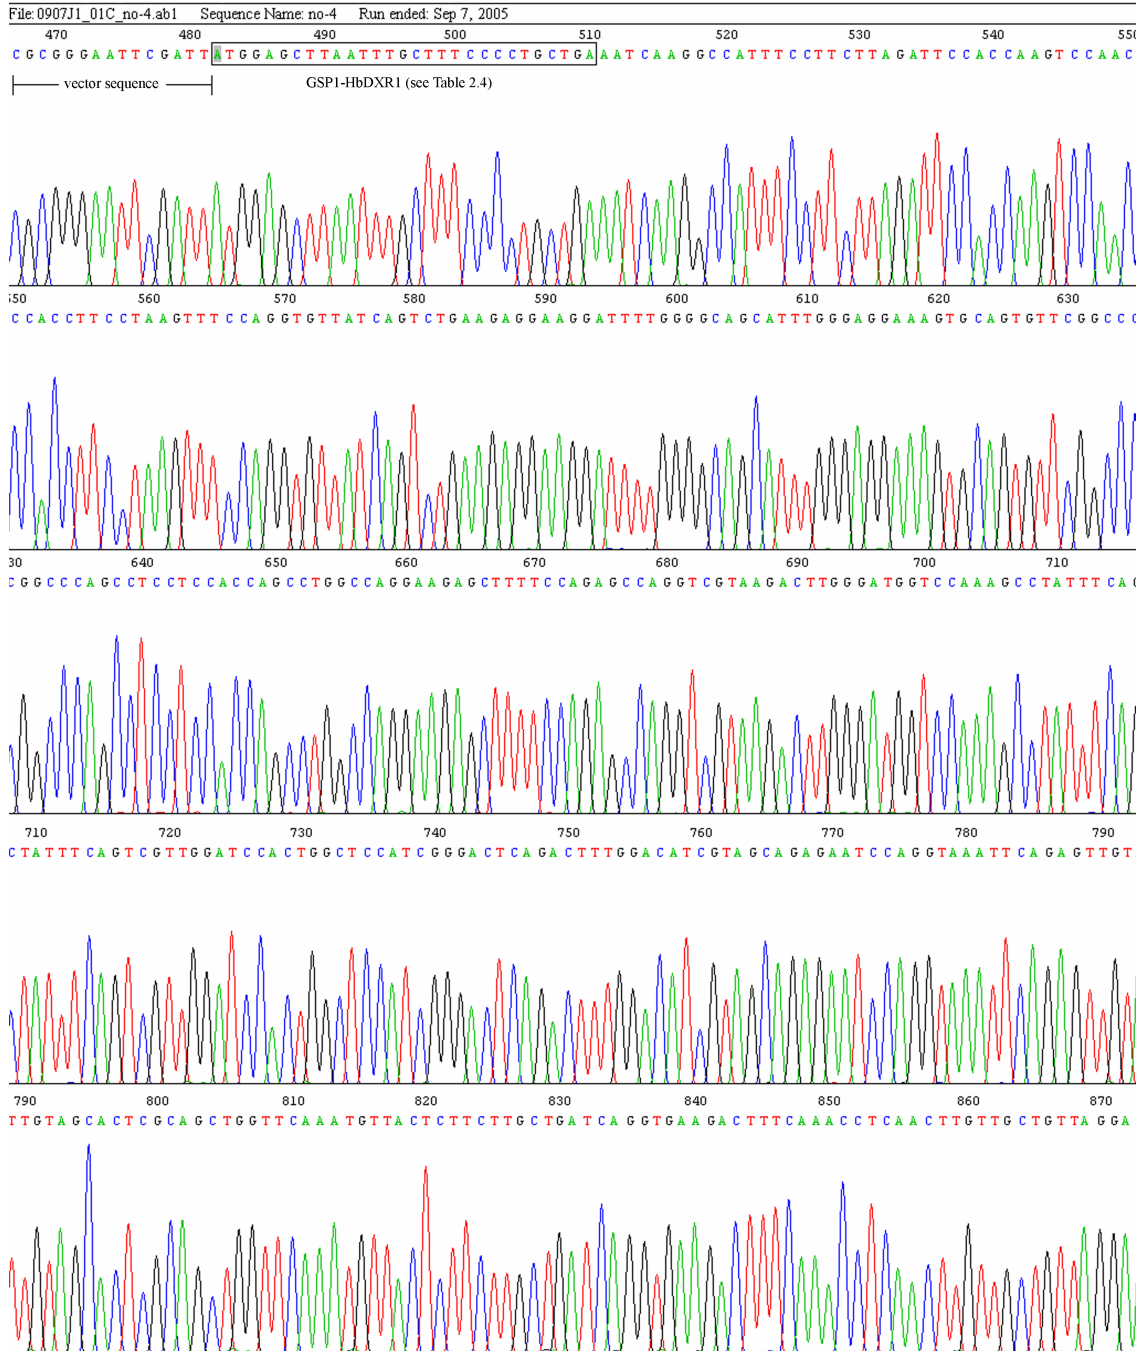 File: 0907J1_01C_no-4.ab1 Sequence Name: no-4 Run ended: Sep 7, 2005
470 480 490 500 510 520 530 540 550
CGCGGGAATTCGATTATGGAGCTTAATTTGCTTTCCCCTGCTGAAATCAAGGCCATTTCCTTCTTAGATTCCACCAAGTCCAAC
vector sequence GSP1-HbDXR1 (see Table 2.4)
550 560 570 580 590 600 610 620 630
CCACCTTCCTAAGTTTCCAGGTGTTATCAGTCTGAAGAGGAAGGATTTTGGGGCAGCATTTGGGAGGAAAGTGCAGTGTTCGGCCC
630 640 650 660 670 680 690 700 710
CGGCCCAGCCTCCTCCACCAGCCTGGCCAGGAAGAGCTTTTCCAGAGCCAGGTCGTAAGACTTGGGATGGTCCAAAGCCTATTTCAG
710 720 730 740 750 760 770 780 790
CTATTTCAGTCGTTGGATCCACTGGCTCCATCGGGACTCAGACTTTGGACATCGTAGCAGAGAATCCAGGTAAATTCAGAGTTGT
790 800 810 820 830 840 850 860 870
TTGTAGCACTCGCAGCTGGTTCAAATGTTACTCTTCTTGCTGATCAGGTGAAGACTTTCAAACCTCAACTTGTTGCTGTTAGGA